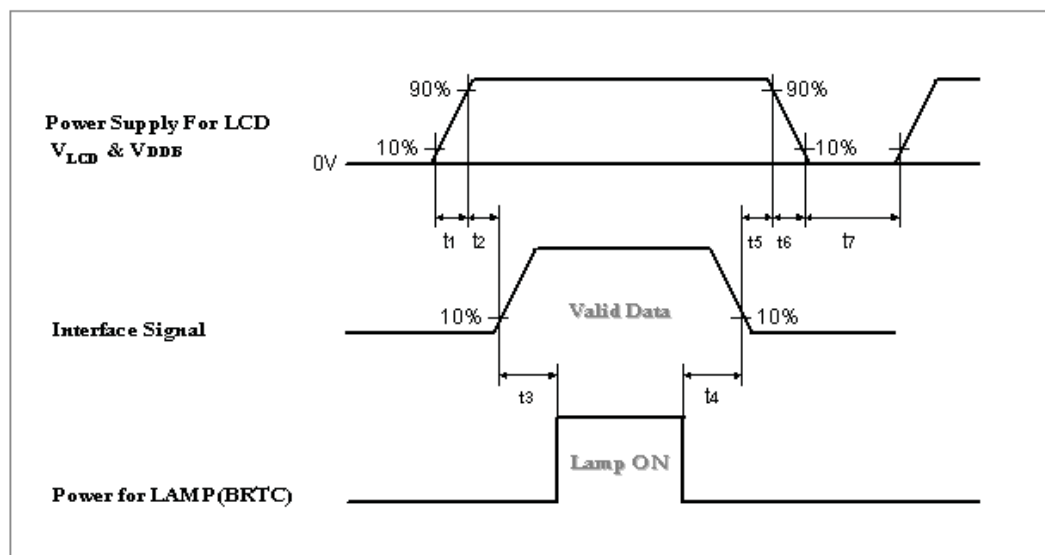 90%
90%
Power Supply For LCD
V_LCD & VDDB
10%
10%
0V
t1
t2
t5
t6
t7
Valid Data
10%
10%
Interface Signal
t3
t4
Lamp ON
Power for LAMP(BRTC)